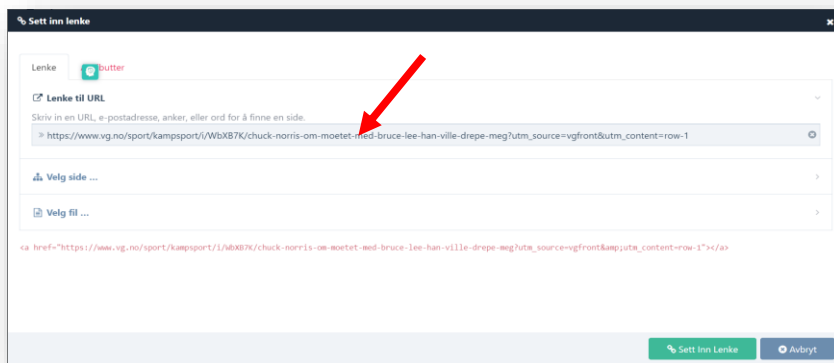 Sett inn lenke
Lenke
butter
Lenke til URL
Skriv in en URL, e-postadresse, anker, eller ord for å finne en side.
» https://www.vg.no/sport/kampsport/i/WbXB7K/chuck-norris-om-moetet-med-bruce-lee-han-ville-drepe-meg?utm_source=vgfront&utm_content=row-1
Velg side ...
Velg fil ...
<a href="https://www.vg.no/sport/kampsport/i/WbXB7K/chuck-norris-om-moetet-med-bruce-lee-han-ville-drepe-meg?utm_source=vgfront&amp;utm_content=row-1"></a>
Sett Inn Lenke
Avbryt